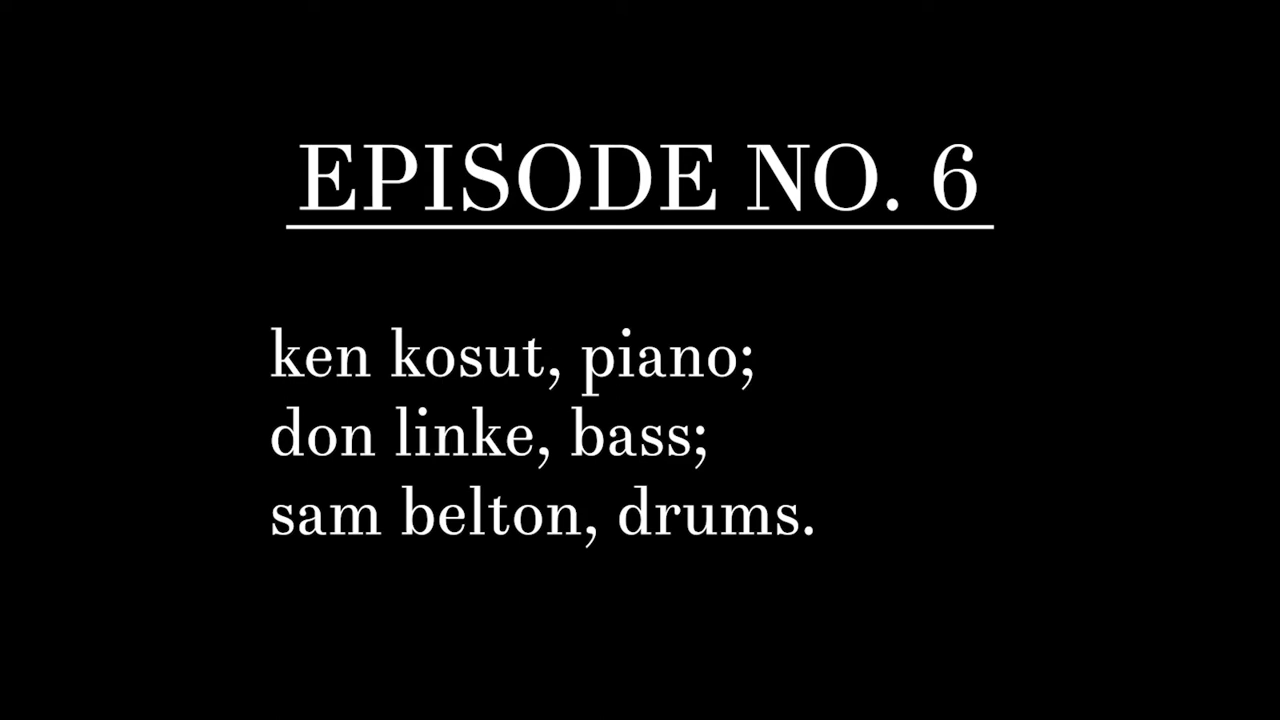 EPISODE NO. 6
ken kosut, piano;
don linke, bass;
sam belton, drums.